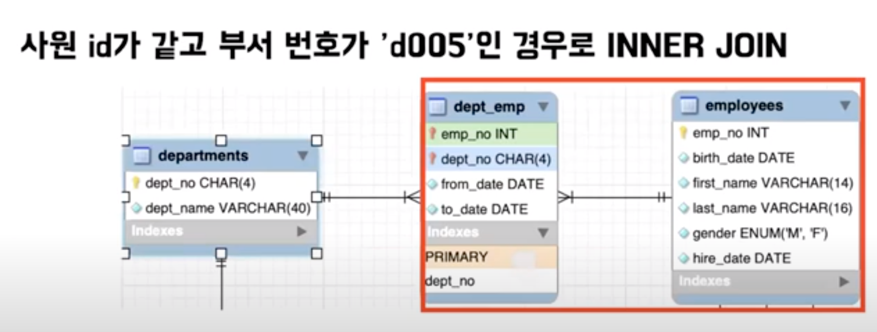 사원 id가 같고 부서 번호가 'd005'인 경우로 INNER JOIN
departments
dept_no CHAR(4)
dept_name VARCHAR(40)
Indexes
dept_emp
emp_no INT
dept_no CHAR(4)
from_date DATE
to_date DATE
Indexes
PRIMARY
dept_no
employees
emp_no INT
birth_date DATE
first_name VARCHAR(14)
last_name VARCHAR(16)
gender ENUM('M', 'F')
hire_date DATE
Indexes